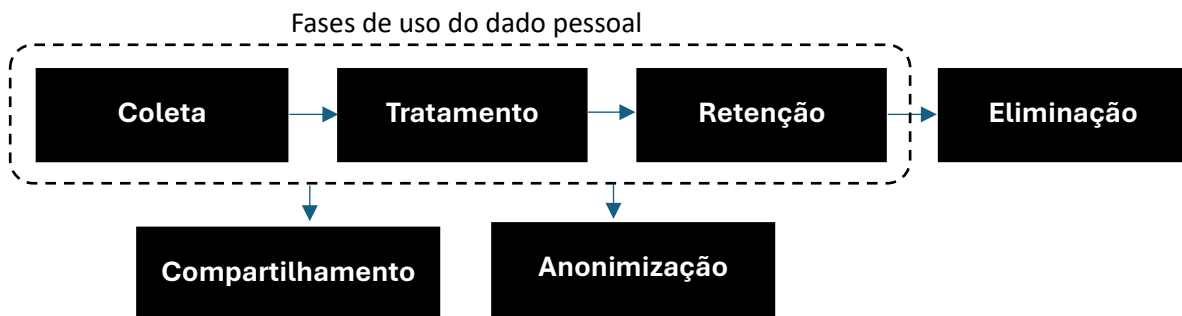 Fases de uso do dado pessoal
Coleta
Tratamento
Retenção
Eliminação
Compartilhamento
Anonimização